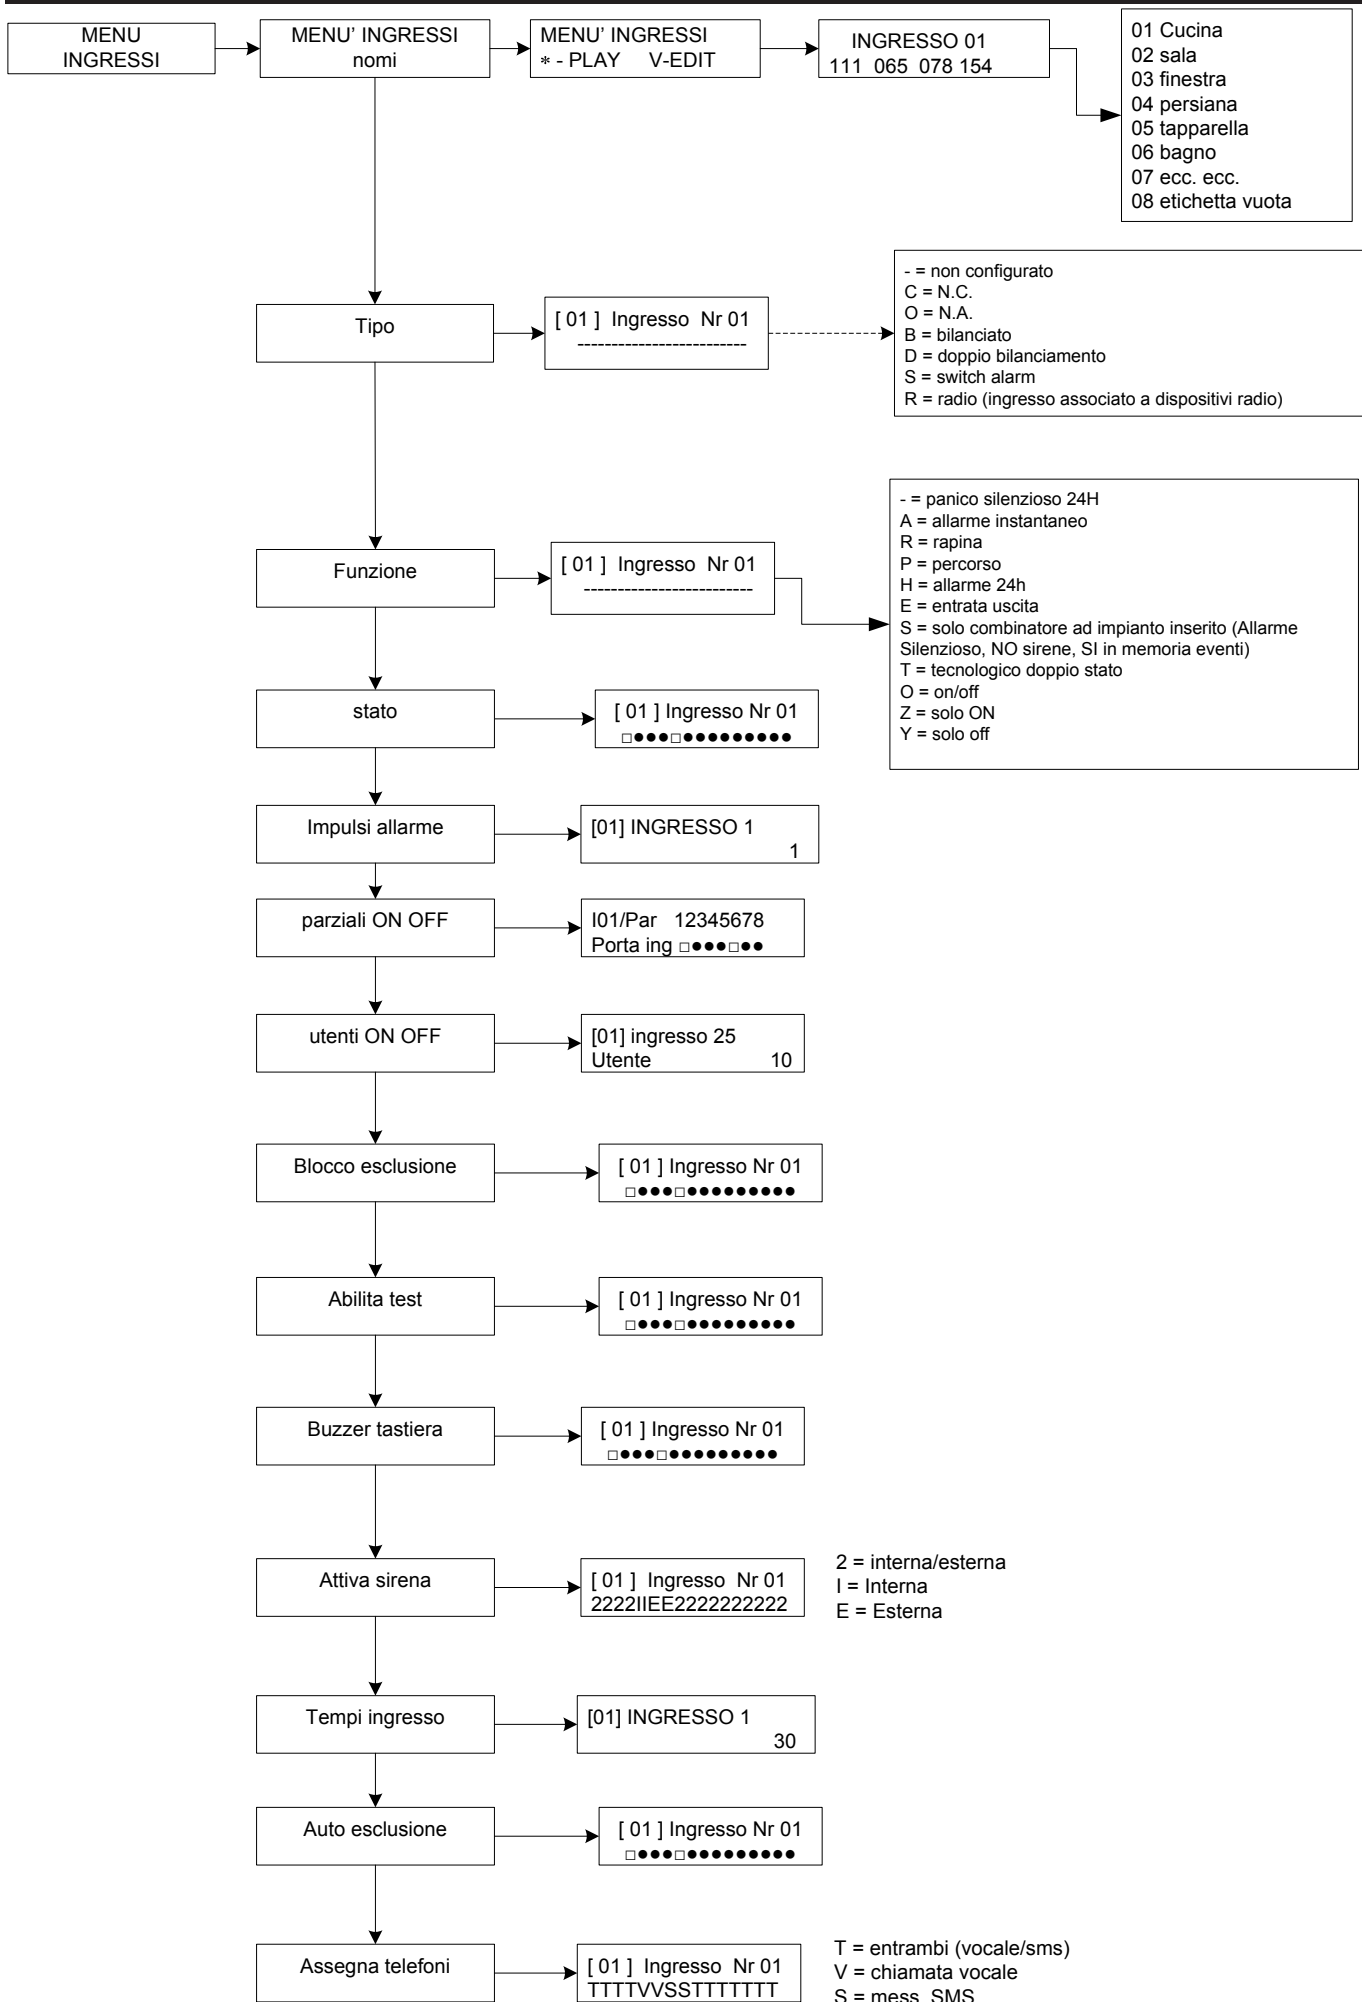 MENU
INGRESSI
MENU' INGRESSI
nomi
MENU' INGRESSI
* - PLAY V-EDIT
INGRESSO 01
111 065 078 154
01 Cucina
02 sala
03 finestra
04 persiana
05 tapparella
06 bagno
07 ecc. ecc.
08 etichetta vuota
Tipo
[ 01 ] Ingresso Nr 01
-------------------------
- = non configurato
C = N.C.
O = N.A.
B = bilanciato
D = doppio bilanciamento
S = switch alarm
R = radio (ingresso associato a dispositivi radio)
Funzione
[ 01 ] Ingresso Nr 01
-------------------------
- = panico silenzioso 24H
A = allarme instantaneo
R = rapina
P = percorso
H = allarme 24h
E = entrata uscita
S = solo combinatore ad impianto inserito (Allarme
Silenzioso, NO sirene, SI in memoria eventi)
T = tecnologico doppio stato
O = on/off
Z = solo ON
Y = solo off
stato
[ 01 ] Ingresso Nr 01
□●●●□●●●●●●●●●
Impulsi allarme
[01] INGRESSO 1
1
parziali ON OFF
I01/Par 12345678
Porta ing □●●●□●●
utenti ON OFF
[01] ingresso 25
Utente 10
Blocco esclusione
[ 01 ] Ingresso Nr 01
□●●●□●●●●●●●●●
Abilita test
[ 01 ] Ingresso Nr 01
□●●●□●●●●●●●●●
Buzzer tastiera
[ 01 ] Ingresso Nr 01
□●●●□●●●●●●●●●
Attiva sirena
[ 01 ] Ingresso Nr 01
2222IIEE2222222222
2 = interna/esterna
I = Interna
E = Esterna
Tempi ingresso
[01] INGRESSO 1
30
Auto esclusione
[ 01 ] Ingresso Nr 01
□●●●□●●●●●●●●●
Assegna telefoni
[ 01 ] Ingresso Nr 01
TTTTVVSSTTTTTTT
T = entrambi (vocale/sms)
V = chiamata vocale
S = mess. SMS